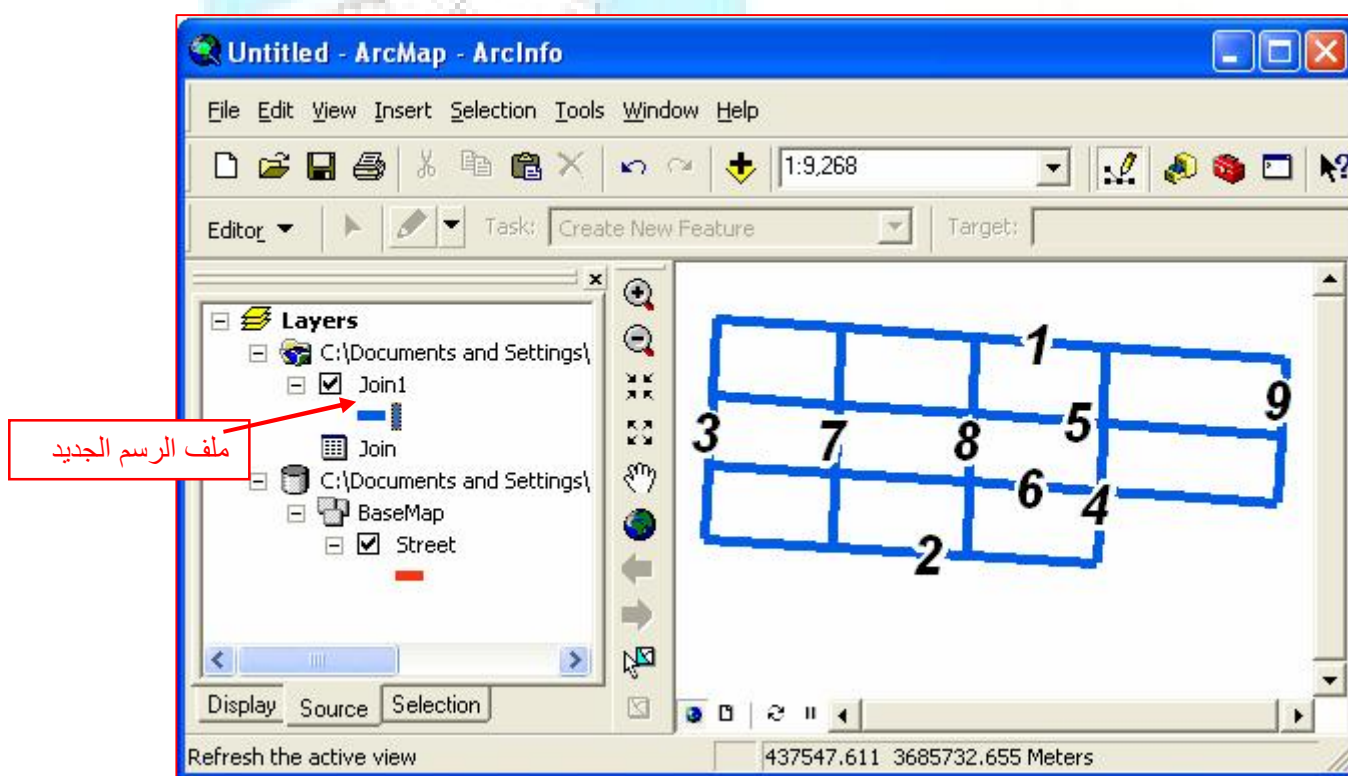 Untitled - ArcMap - ArcInfo
File Edit View Insert Selection Tools Window Help
1:9,268
Editor Task: Create New Feature Target:
Layers
C:\Documents and Settings\
Join1
ملف الرسم الجديد
Join
C:\Documents and Settings\
BaseMap
Street
1
9
5
3
7
8
6
4
2
Display Source Selection
Refresh the active view
437547.611 3685732.655 Meters